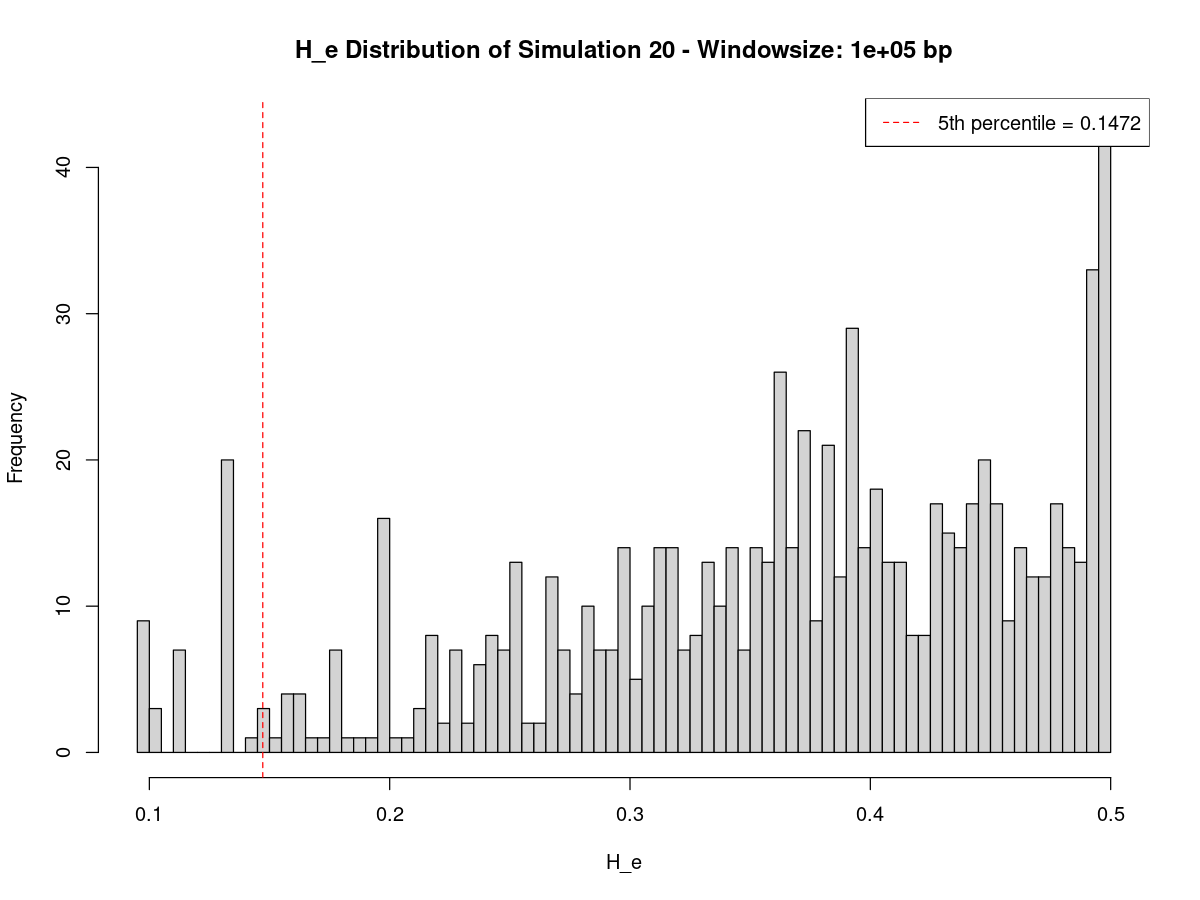 H_e Distribution of Simulation 20 - Windowsize: 1e+05 bp
5th percentile = 0.1472
Frequency
40
30
20
10
0
0.1 0.2 0.3 0.4 0.5
H_e